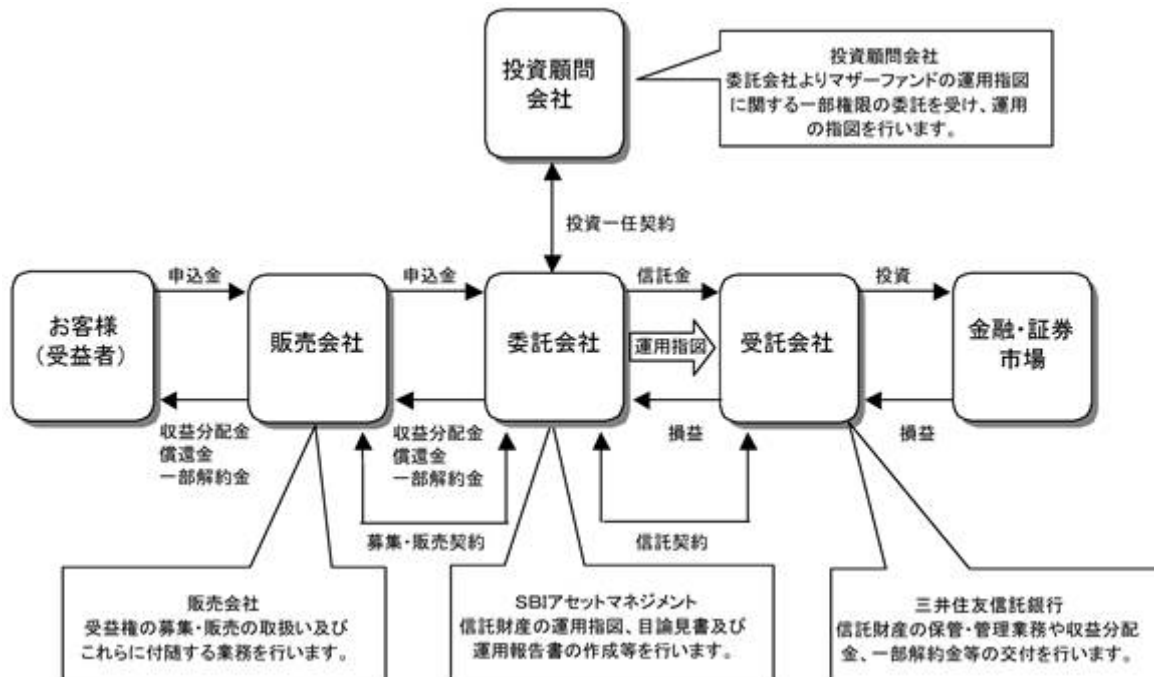 投資顧問
会社
投資顧問会社
委託会社よりマザーファンドの運用指図
に関する一部権限の委託を受け、運用
の指図を行います。
投資一任契約
申込金
申込金
信託金
投資
お客様
(受益者)
販売会社
委託会社
運用指図
受託会社
金融・証券
市場
収益分配金
償還金
一部解約金
収益分配金
償還金
一部解約金
損益
損益
募集・販売契約
信託契約
販売会社
受益権の募集・販売の取扱い及び
これらに付随する業務を行います。
SBIアセットマネジメント
信託財産の運用指図、目論見書及び
運用報告書の作成等を行います。
三井住友信託銀行
信託財産の保管・管理業務や収益分配
金、一部解約金等の交付を行います。